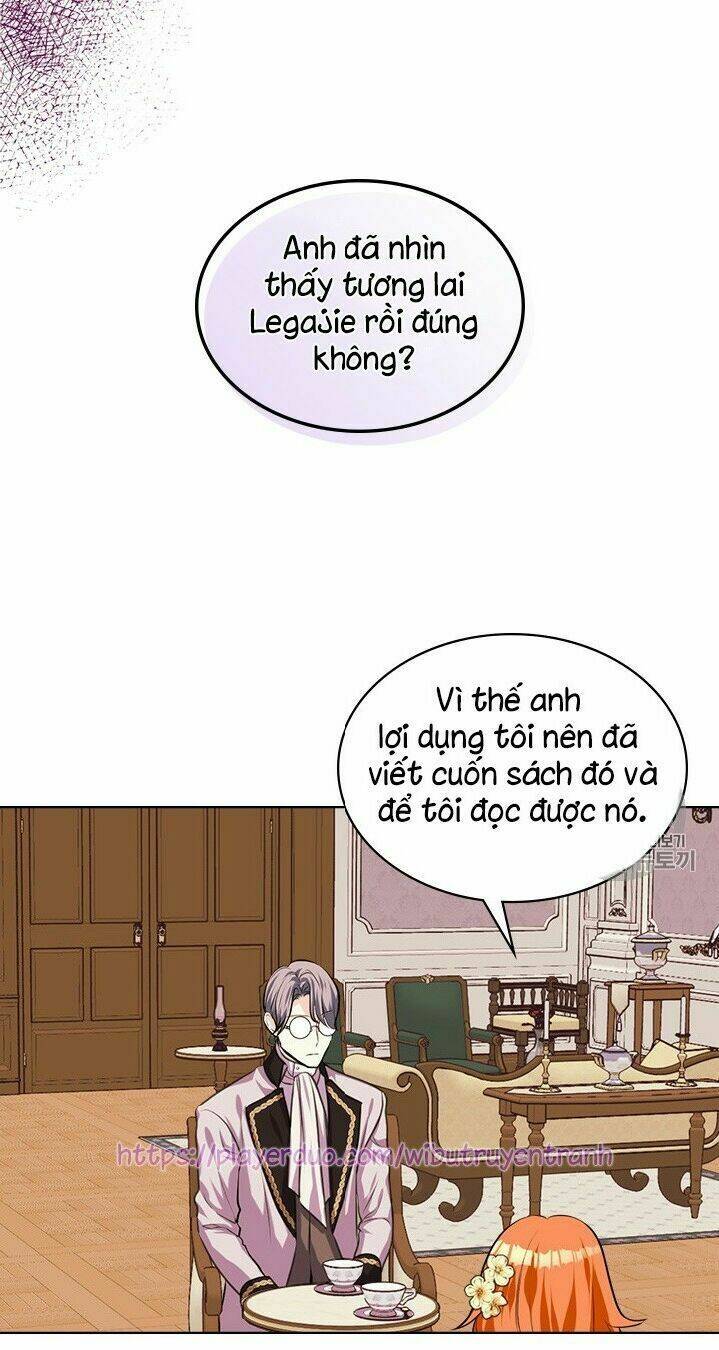 Anh đã nhìn
thấy tương lai
Legajie rồi đúng
không?
Vì thế anh
lợi dụng tôi nên đã
viết cuốn sách đó và
để tôi đọc được nó.
https://playerduo.com/wibutruyentranh